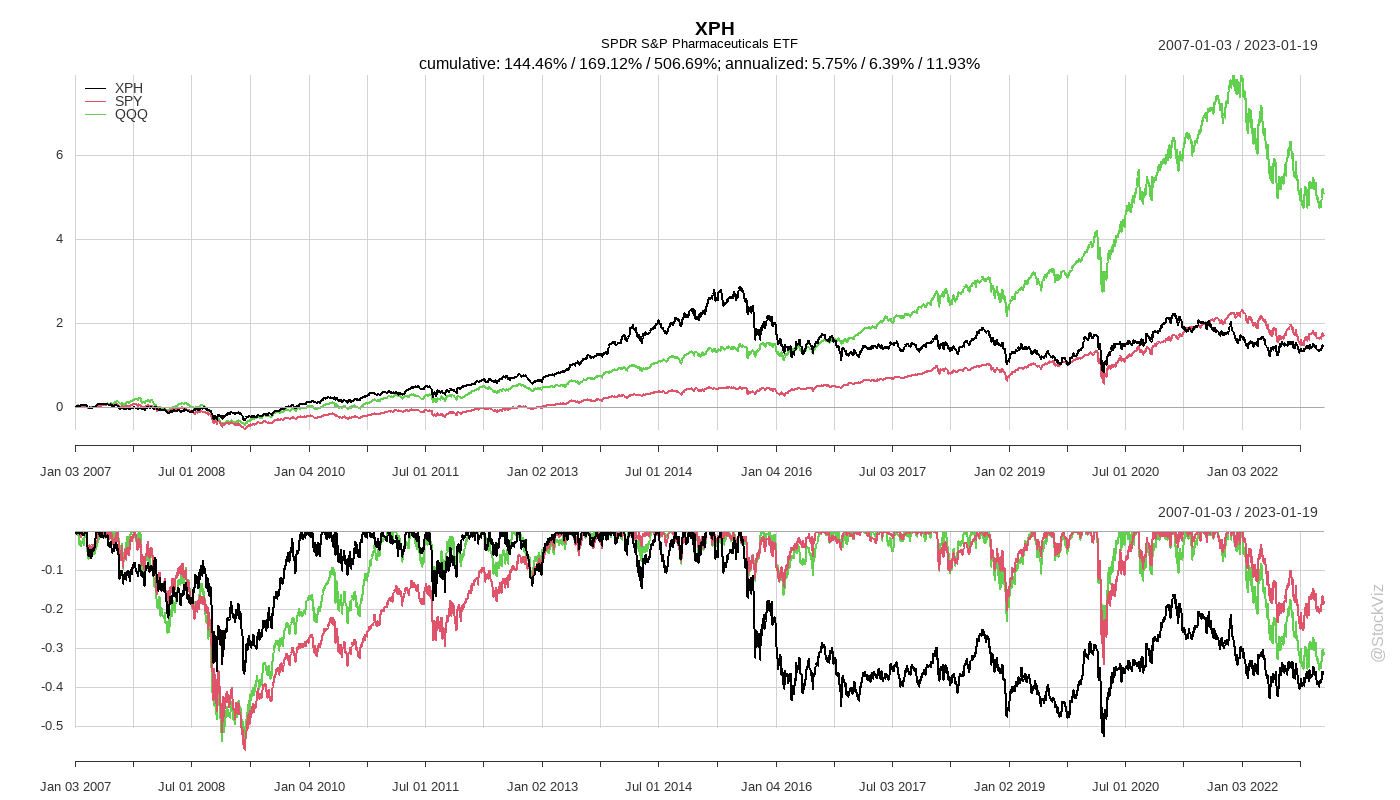 XPH
SPDR S&P Pharmaceuticals ETF
2007-01-03 / 2023-01-19
cumulative: 144.46% / 169.12% / 506.69%; annualized: 5.75% / 6.39% / 11.93%
XPH
SPY
QQQ
6
4
2
0
Jan 03 2007 Jul 01 2008 Jan 04 2010 Jul 01 2011 Jan 02 2013 Jul 01 2014 Jan 04 2016 Jul 03 2017 Jan 02 2019 Jul 01 2020 Jan 03 2022
2007-01-03 / 2023-01-19
-0.1
-0.2
-0.3
-0.4
-0.5
Jan 03 2007 Jul 01 2008 Jan 04 2010 Jul 01 2011 Jan 02 2013 Jul 01 2014 Jan 04 2016 Jul 03 2017 Jan 02 2019 Jul 01 2020 Jan 03 2022
@StockViz